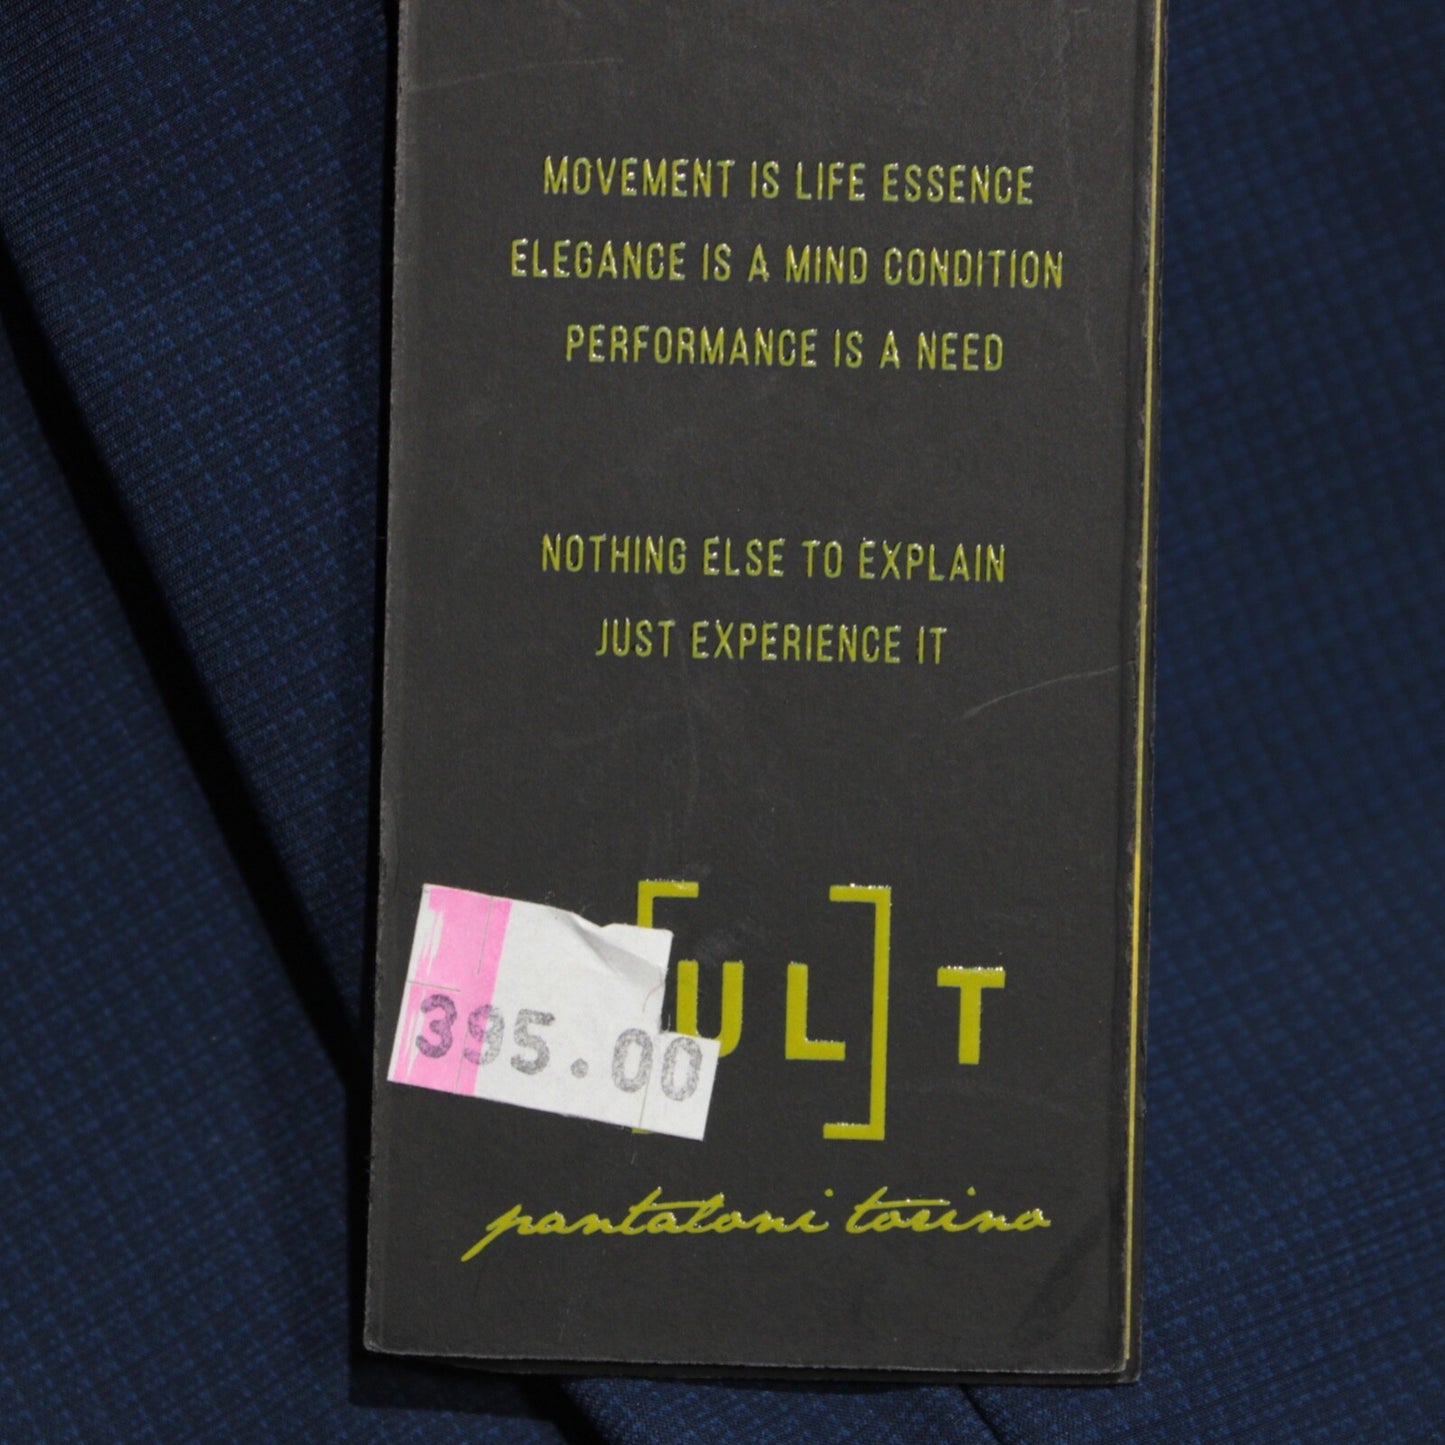 MOVEMENT IS LIFE ESSENCE
ELEGANCE IS A MIND CONDITION
PERFORMANCE IS A NEED
NOTHING ELSE TO EXPLAIN
JUST EXPERIENCE IT
[UL]T
395.00
pantaloni torino